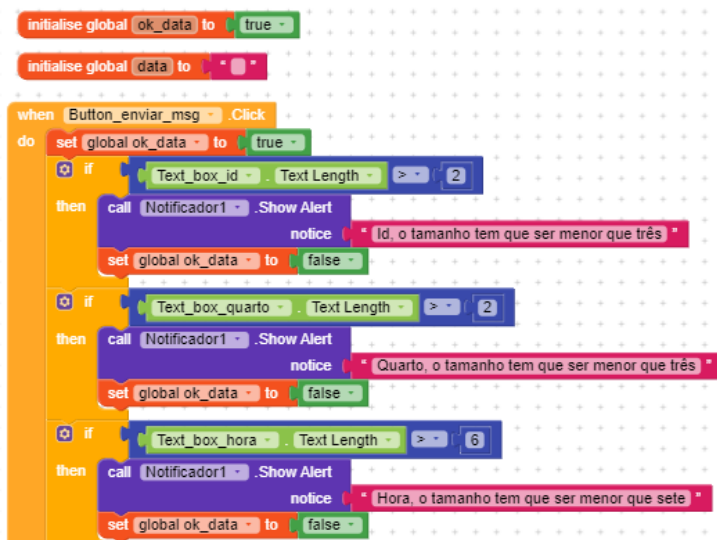 initialise global ok_data to true
initialise global data to " "
when Button_enviar_msg .Click
do set global ok_data to true
if Text_box_id . Text Length > 2
then call Notificador1 .Show Alert
notice " Id, o tamanho tem que ser menor que três "
set global ok_data to false
if Text_box_quarto . Text Length > 2
then call Notificador1 .Show Alert
notice " Quarto, o tamanho tem que ser menor que três "
set global ok_data to false
if Text_box_hora . Text Length > 6
then call Notificador1 .Show Alert
notice " Hora, o tamanho tem que ser menor que sete "
set global ok_data to false